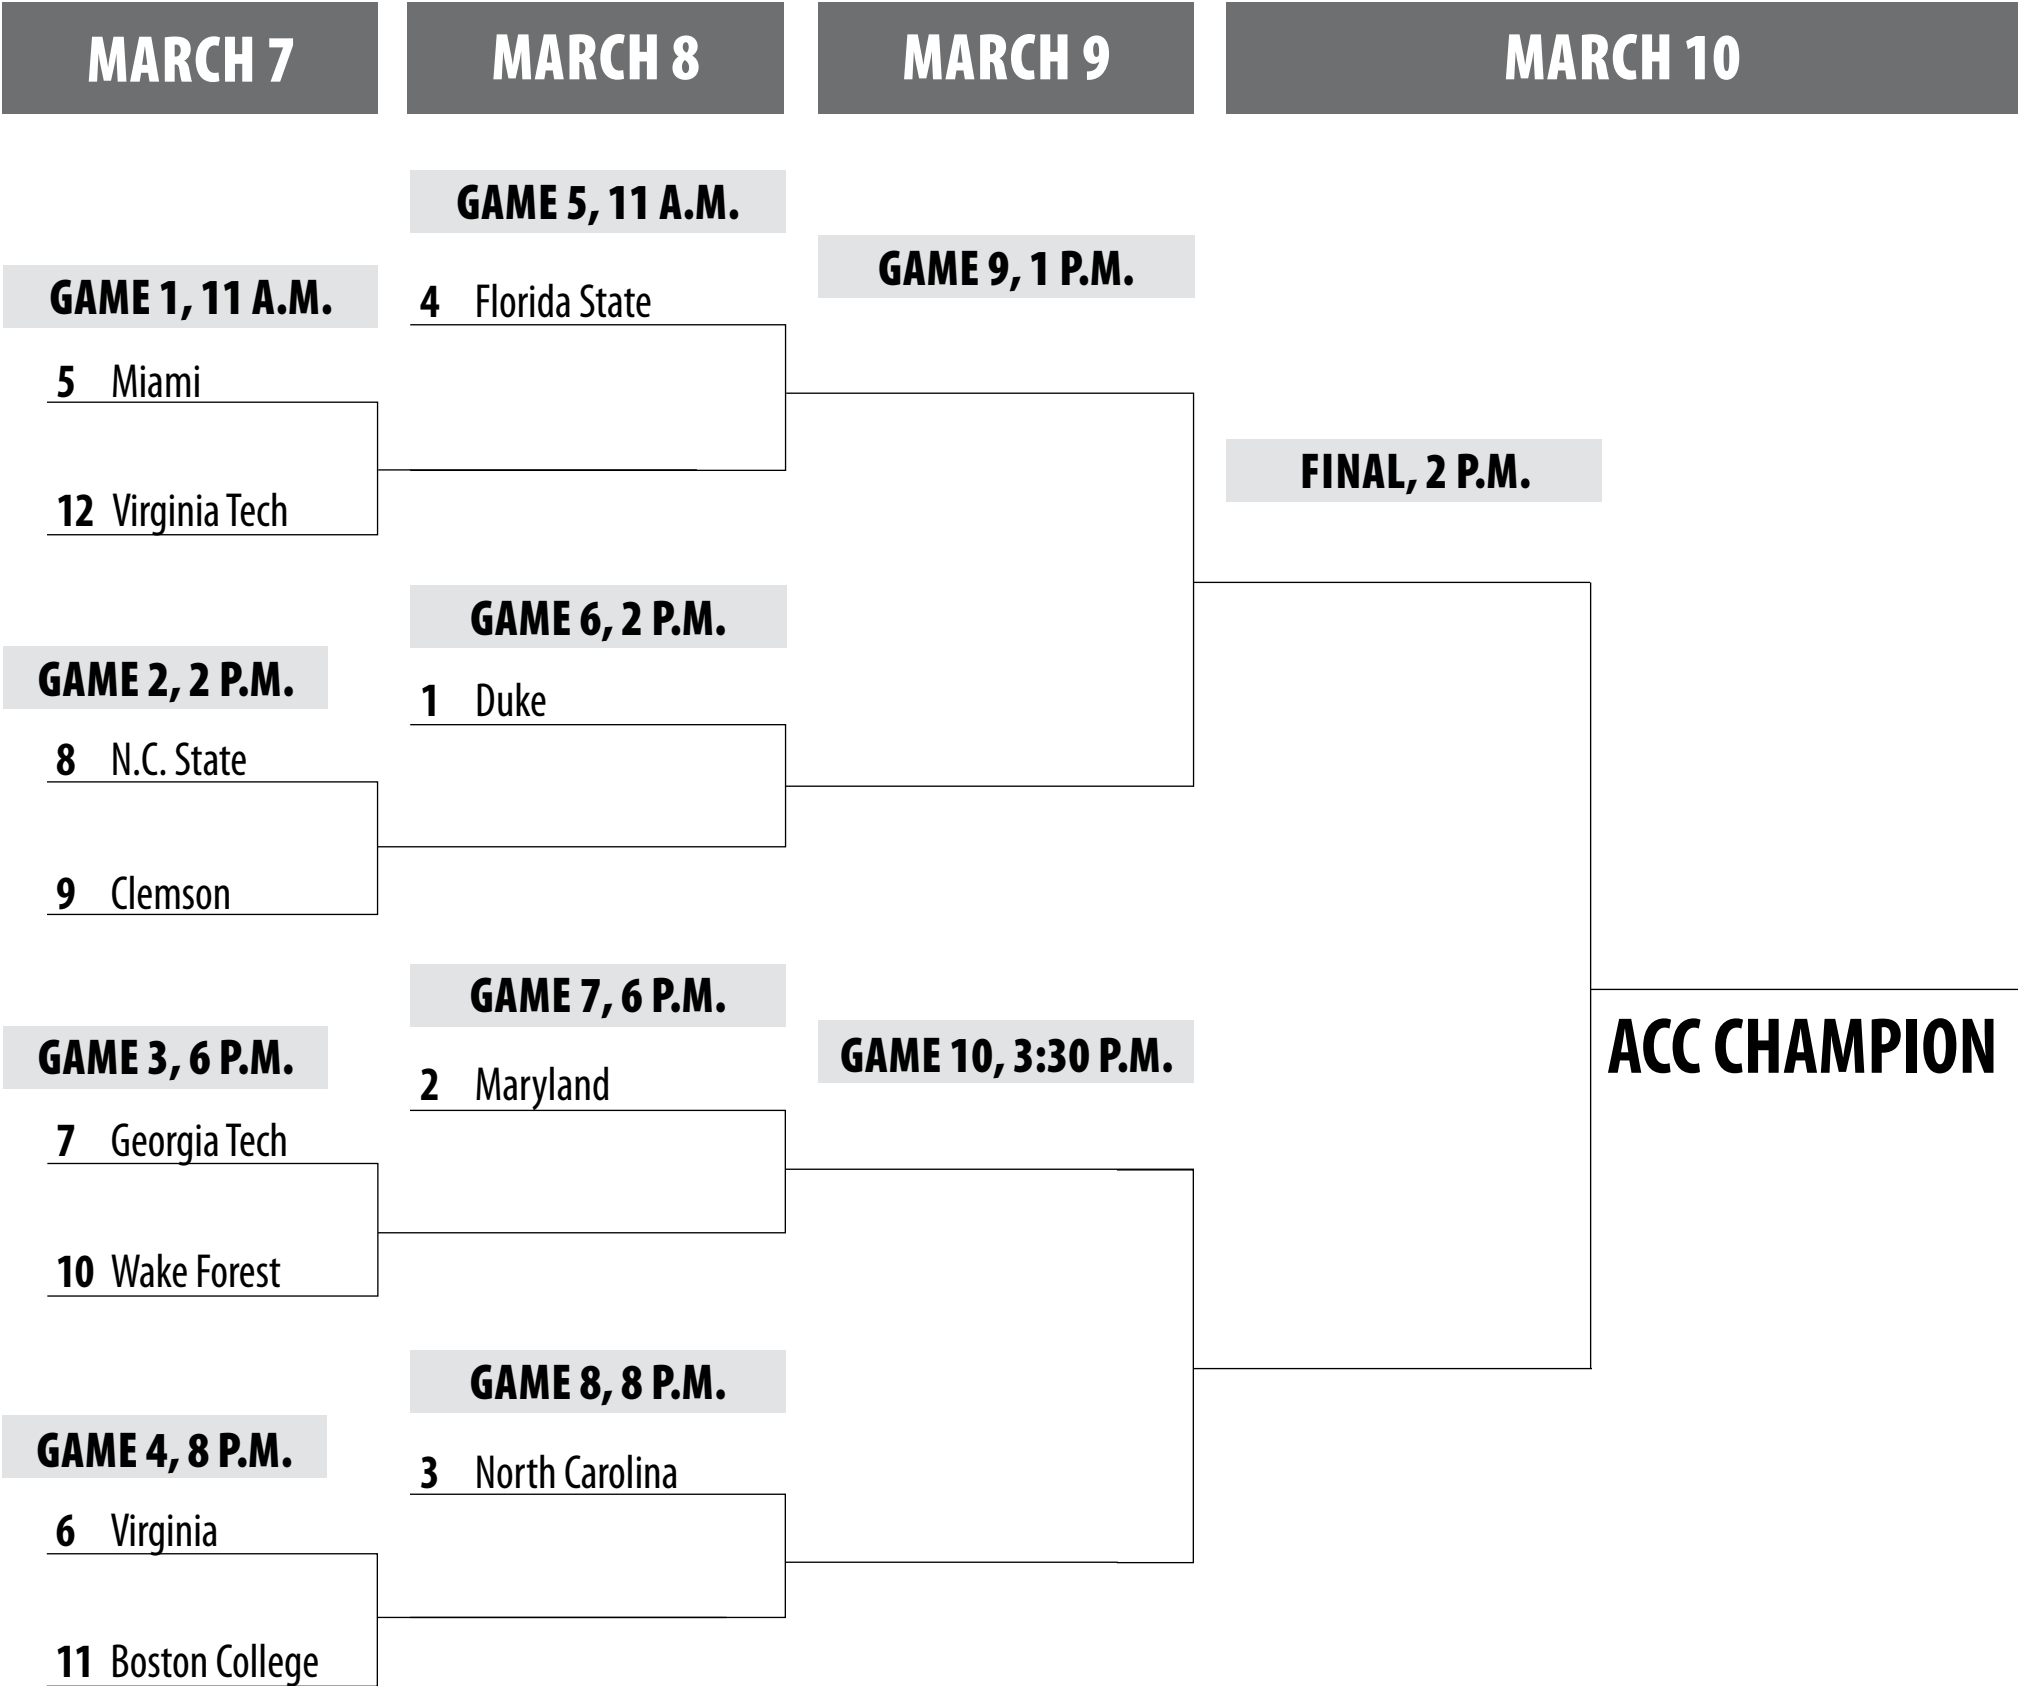 MARCH 7
MARCH 8
MARCH 9
MARCH 10
GAME 1, 11 A.M.
5 Miami
12 Virginia Tech
GAME 2, 2 P.M.
8 N.C. State
9 Clemson
GAME 3, 6 P.M.
7 Georgia Tech
10 Wake Forest
GAME 4, 8 P.M.
6 Virginia
11 Boston College
GAME 5, 11 A.M.
4 Florida State
GAME 6, 2 P.M.
1 Duke
GAME 7, 6 P.M.
2 Maryland
GAME 8, 8 P.M.
3 North Carolina
GAME 9, 1 P.M.
GAME 10, 3:30 P.M.
FINAL, 2 P.M.
ACC CHAMPION